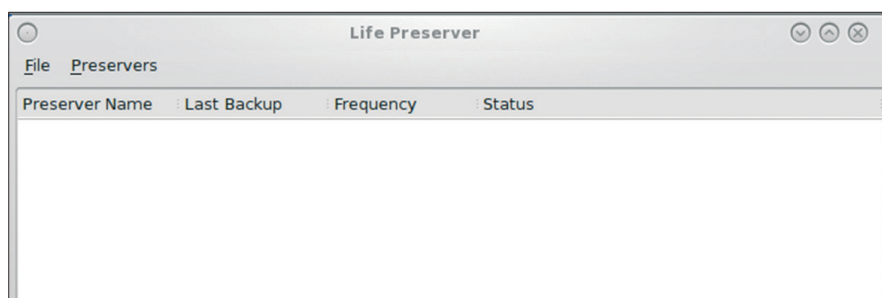 Life Preserver
File Preservers
Preserver Name Last Backup Frequency Status